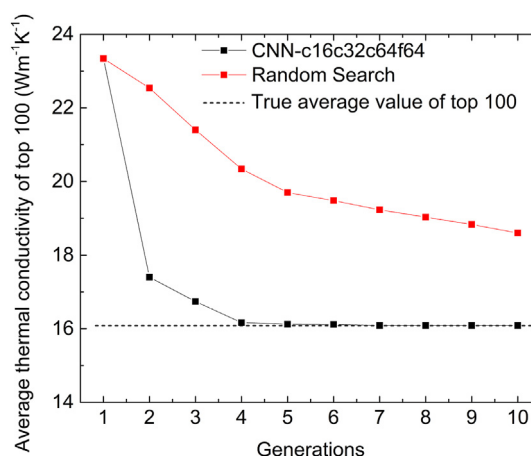 Average thermal conductivity of top 100 (Wm⁻¹K⁻¹)
24
22
20
18
16
14
CNN-c16c32c64f64
Random Search
True average value of top 100
1 2 3 4 5 6 7 8 9 10
Generations